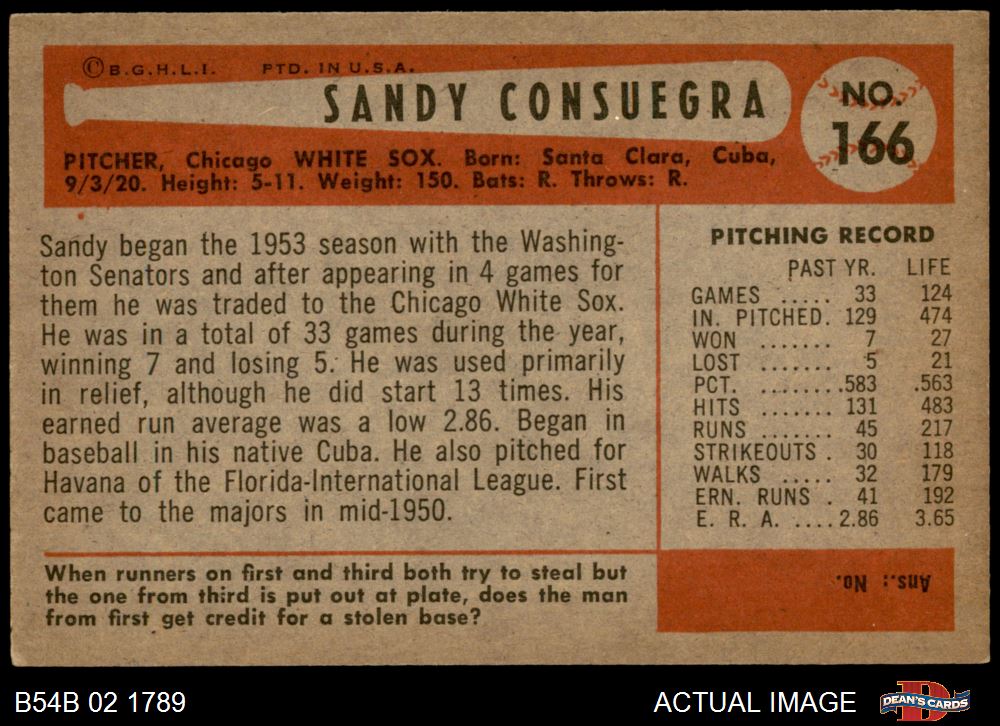 ©B.G.H.L.I. PTD. IN U.S.A.
SANDY CONSUEGRA
NO.
166
PITCHER, Chicago WHITE SOX. Born: Santa Clara, Cuba,
9/3/20. Height: 5-11. Weight: 150. Bats: R. Throws: R.
Sandy began the 1953 season with the Washing-
ton Senators and after appearing in 4 games for
them he was traded to the Chicago White Sox.
He was in a total of 33 games during the year,
winning 7 and losing 5. He was used primarily
in relief, although he did start 13 times. His
earned run average was a low 2.86. Began in
baseball in his native Cuba. He also pitched for
Havana of the Florida-International League. First
came to the majors in mid-1950.
PITCHING RECORD
PAST YR. LIFE
GAMES ..... 33 124
IN. PITCHED. 129 474
WON ....... 7 27
LOST ....... 5 21
PCT. ........583 .563
HITS ....... 131 483
RUNS ....... 45 217
STRIKEOUTS . 30 118
WALKS ..... 32 179
ERN. RUNS . 41 192
E. R. A. ....2.86 3.65
When runners on first and third both try to steal but
the one from third is put out at plate, does the man
from first get credit for a stolen base?
Ans.: No.
B54B 02 1789
ACTUAL IMAGE
DEAN'S CARDS